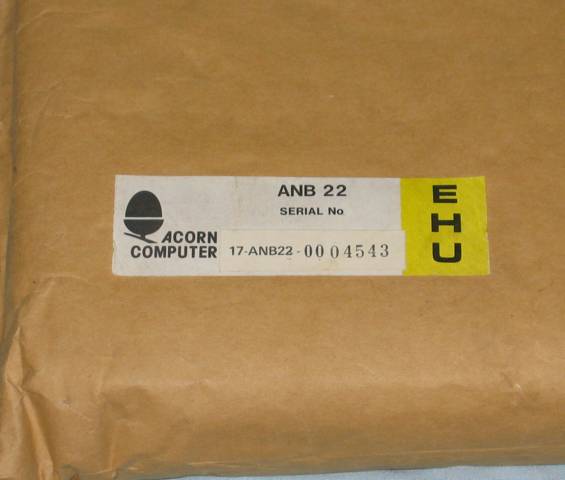 ANB 22
SERIAL No
ACORN
COMPUTER
17-ANB22-0004543
EHU